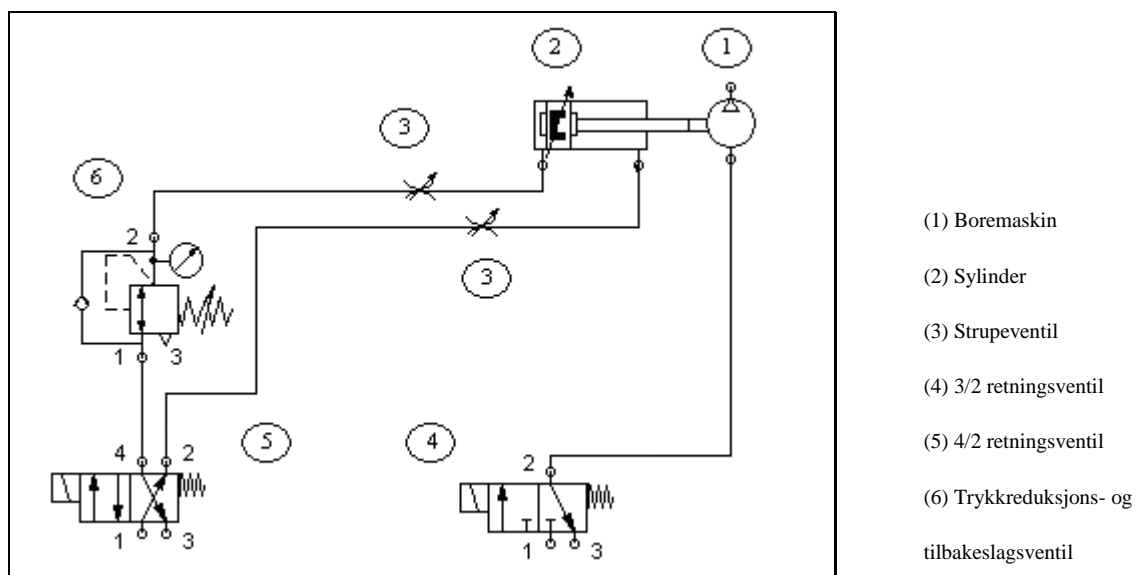 2
1
3
6
2
3
1 3
4 2
5
4
2
1 3
1 3
(1) Boremaskin
(2) Sylinder
(3) Strupeventil
(4) 3/2 retningsventil
(5) 4/2 retningsventil
(6) Trykkreduksjons- og
tilbakeslagsventil